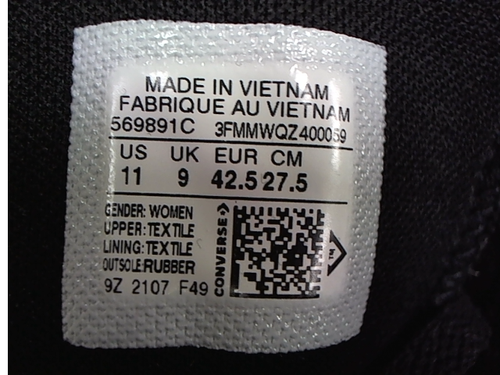 MADE IN VIETNAM
FABRIQUE AU VIETNAM
569891C 3FMMWQZ400059
US UK EUR CM
11 9 42.5 27.5
GENDER: WOMEN
UPPER: TEXTILE
LINING: TEXTILE
OUTSOLE: RUBBER
9Z 2107 F49
CONVERSE
TM